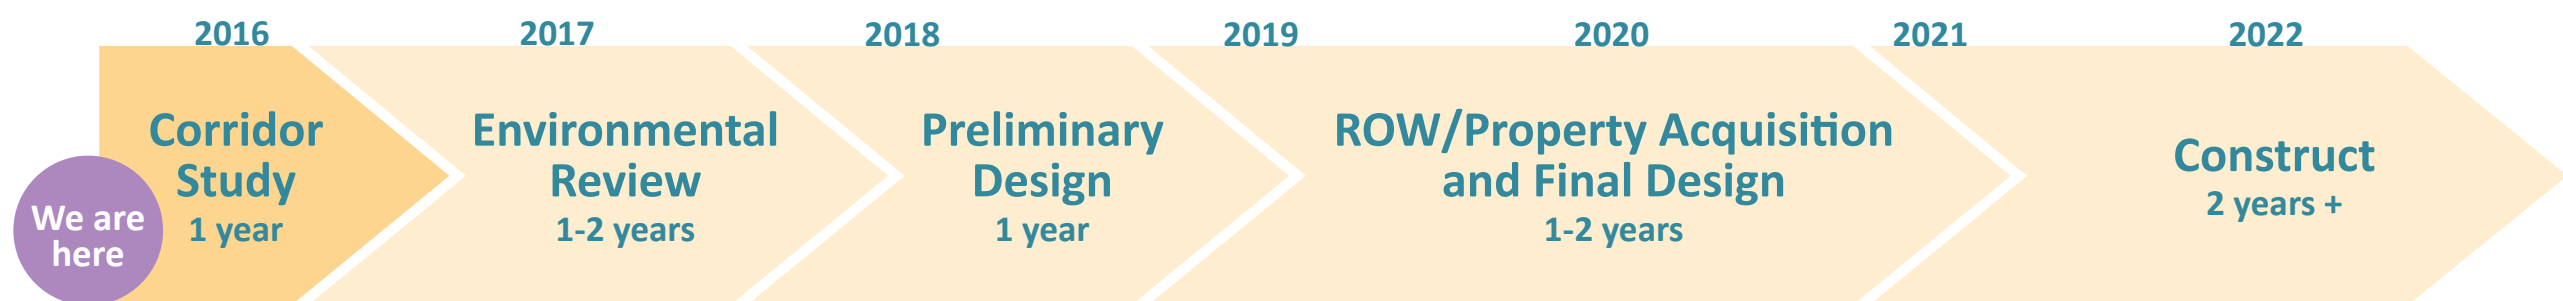 2016
2017
2018
2019
2020
2021
2022
We are
here
Corridor
Study
1 year
Environmental
Review
1-2 years
Preliminary
Design
1 year
ROW/Property Acquisition
and Final Design
1-2 years
Construct
2 years +